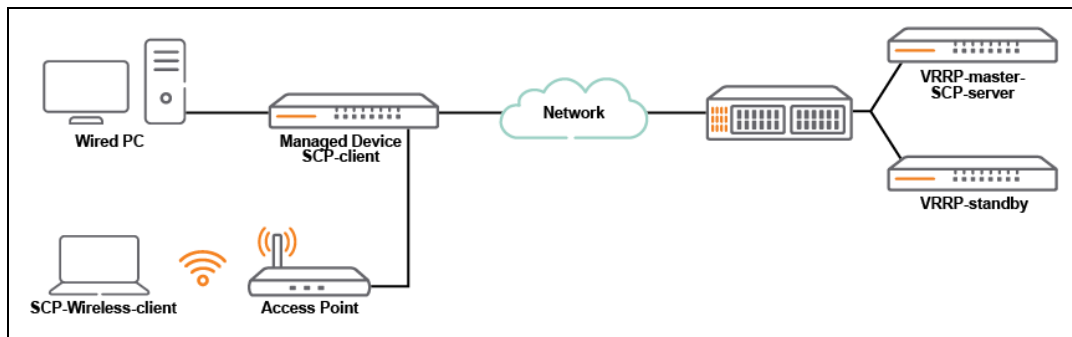 Wired PC
Managed Device
SCP-client
Network
VRRP-master-
SCP-server
VRRP-standby
SCP-Wireless-client
Access Point